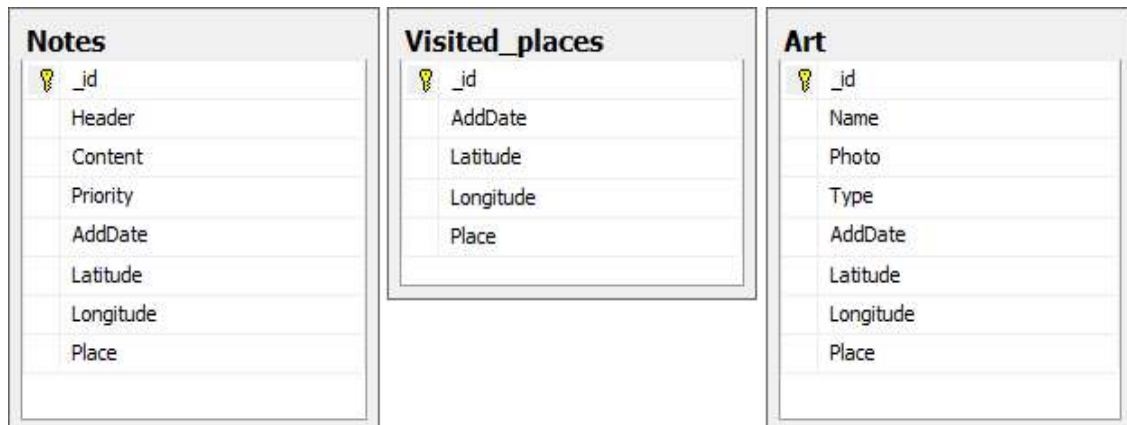 Notes
_id
Header
Content
Priority
AddDate
Latitude
Longitude
Place
Visited_places
_id
AddDate
Latitude
Longitude
Place
Art
_id
Name
Photo
Type
AddDate
Latitude
Longitude
Place